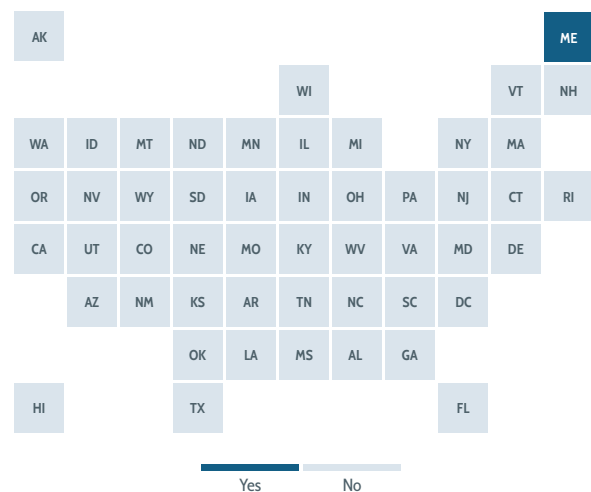 AK ME
WI VT NH
WA ID MT ND MN IL MI NY MA
OR NV WY SD IA IN OH PA NJ CT RI
CA UT CO NE MO KY WV VA MD DE
AZ NM KS AR TN NC SC DC
OK LA MS AL GA
HI TX FL
Yes No